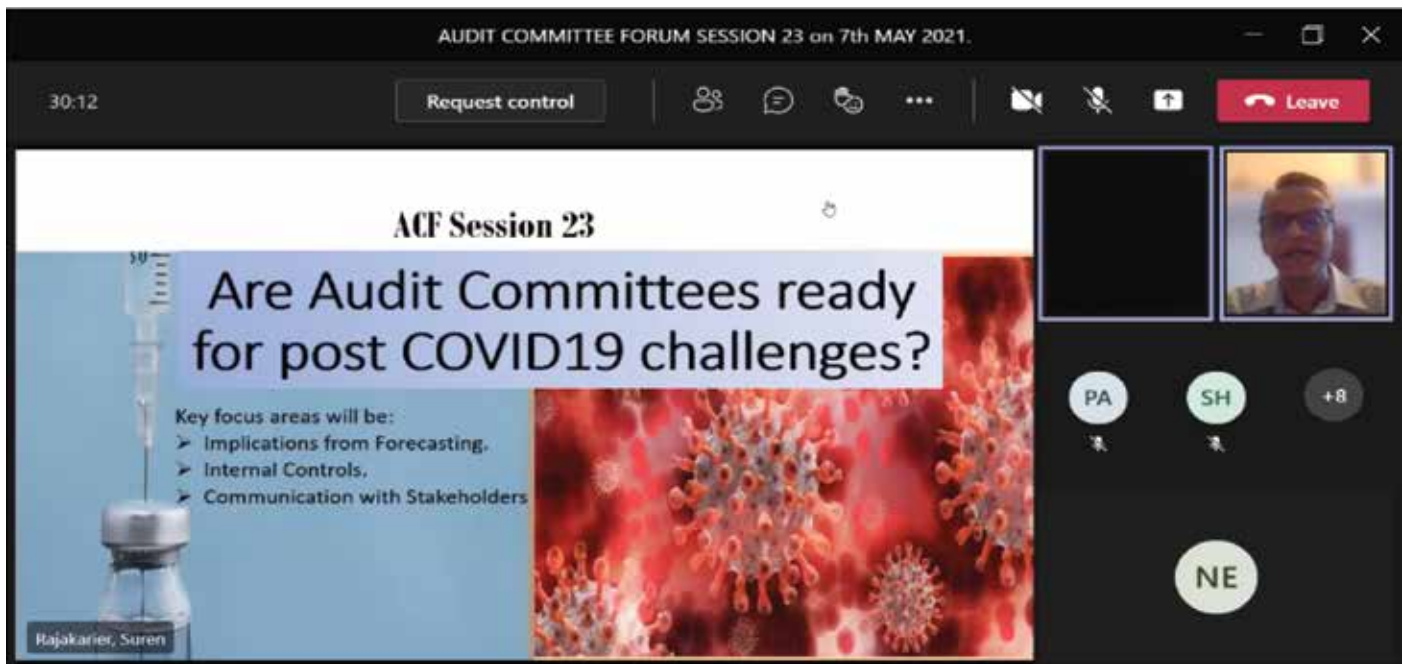 AUDIT COMMITTEE FORUM SESSION 23 on 7th MAY 2021.
30:12
Request control
Leave
ACF Session 23
50
Are Audit Committees ready
for post COVID19 challenges?
Key focus areas will be:
➢ Implications from Forecasting.
➢ Internal Controls.
➢ Communication with Stakeholders
PA
SH
+8
NE
Rajakarier, Suren